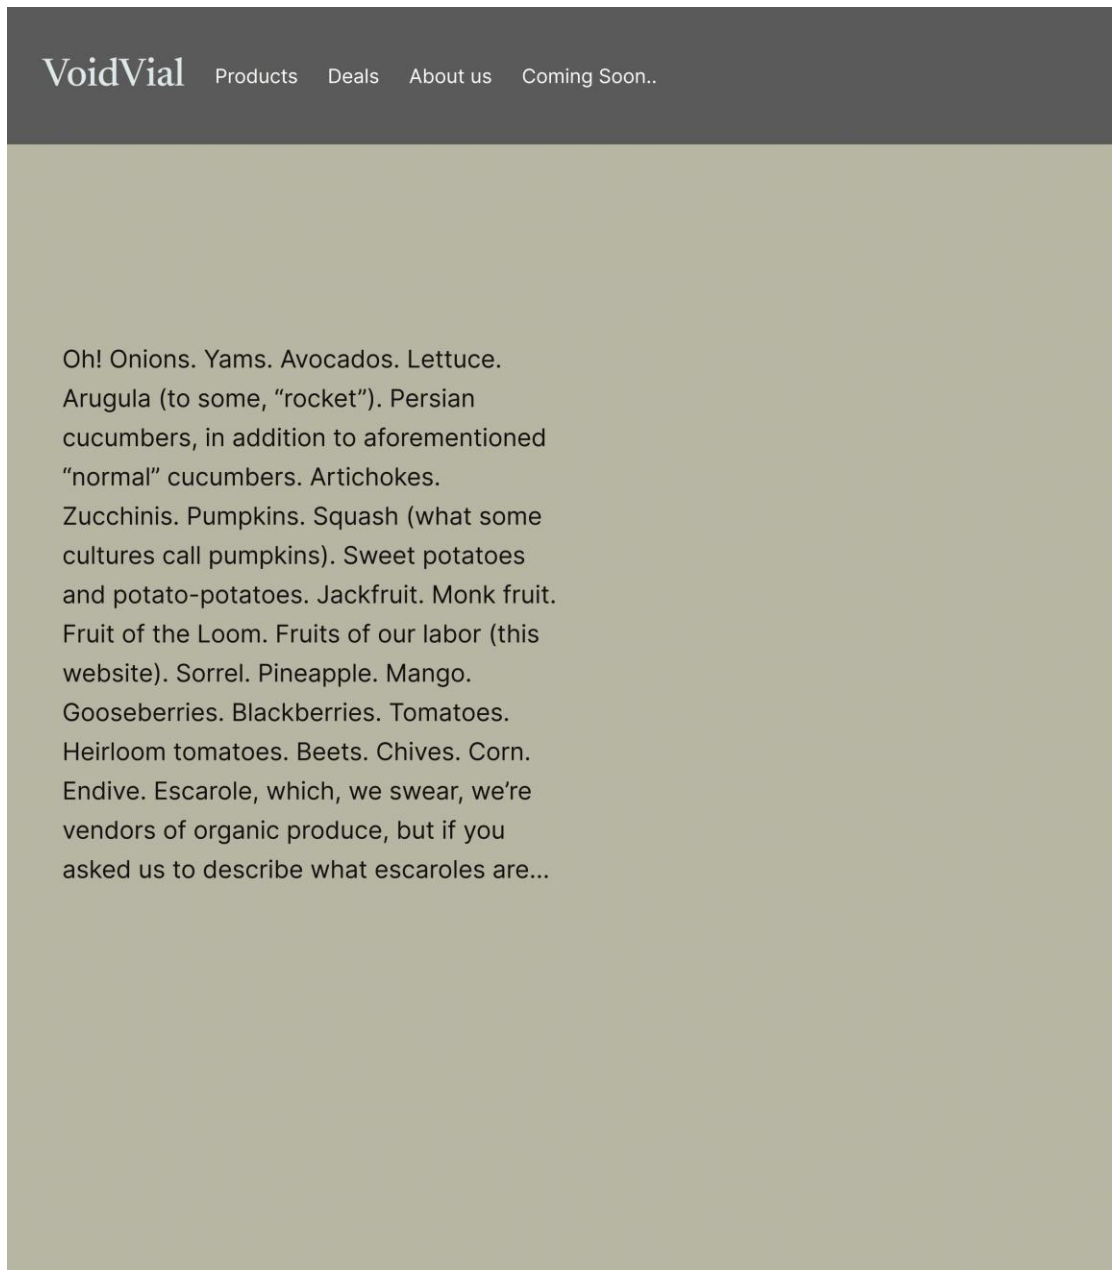 VoidVial Products Deals About us Coming Soon..
Oh! Onions. Yams. Avocados. Lettuce.
Arugula (to some, “rocket”). Persian
cucumbers, in addition to aforementioned
“normal” cucumbers. Artichokes.
Zucchinis. Pumpkins. Squash (what some
cultures call pumpkins). Sweet potatoes
and potato-potatoes. Jackfruit. Monk fruit.
Fruit of the Loom. Fruits of our labor (this
website). Sorrel. Pineapple. Mango.
Gooseberries. Blackberries. Tomatoes.
Heirloom tomatoes. Beets. Chives. Corn.
Endive. Escarole, which, we swear, we’re
vendors of organic produce, but if you
asked us to describe what escaroles are...